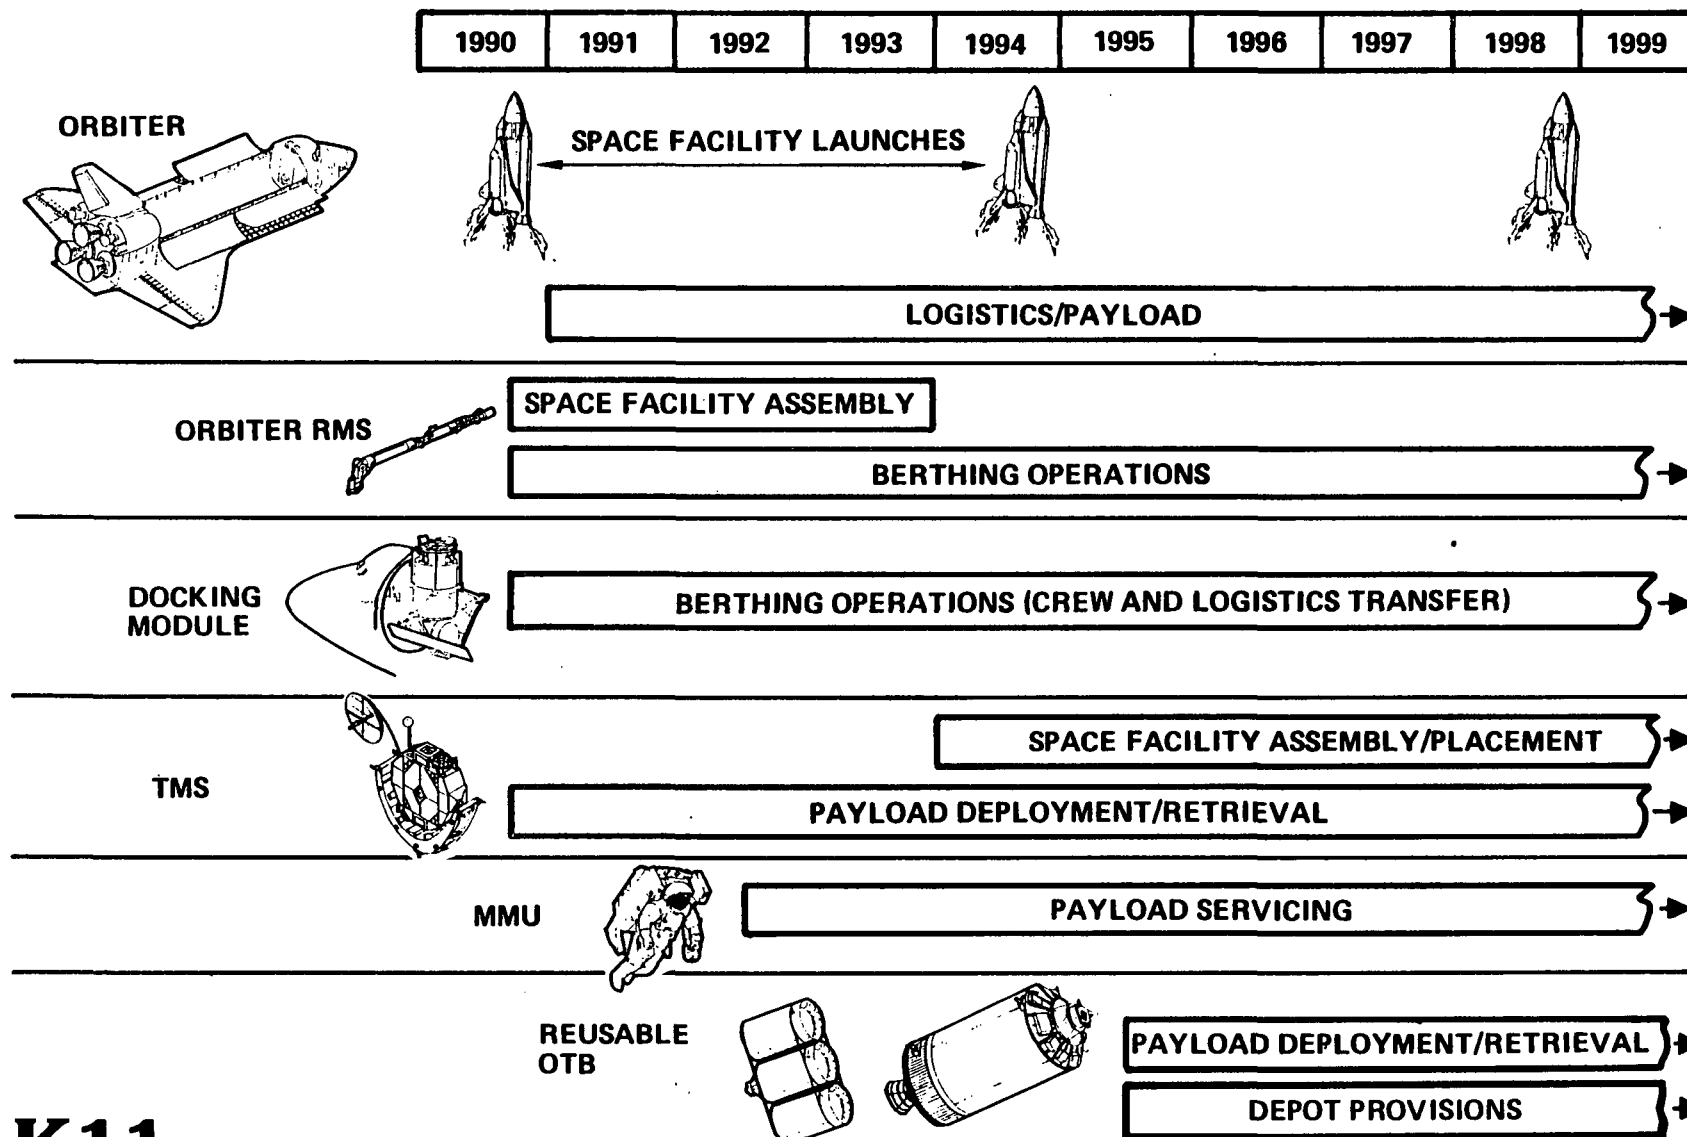 1990 1991 1992 1993 1994 1995 1996 1997 1998 1999
ORBITER
SPACE FACILITY LAUNCHES
LOGISTICS/PAYLOAD
SPACE FACILITY ASSEMBLY
ORBITER RMS
BERTHING OPERATIONS
DOCKING
MODULE
BERTHING OPERATIONS (CREW AND LOGISTICS TRANSFER)
SPACE FACILITY ASSEMBLY/PLACEMENT
TMS
PAYLOAD DEPLOYMENT/RETRIEVAL
MMU
PAYLOAD SERVICING
REUSABLE
OTB
PAYLOAD DEPLOYMENT/RETRIEVAL
DEPOT PROVISIONS
K11